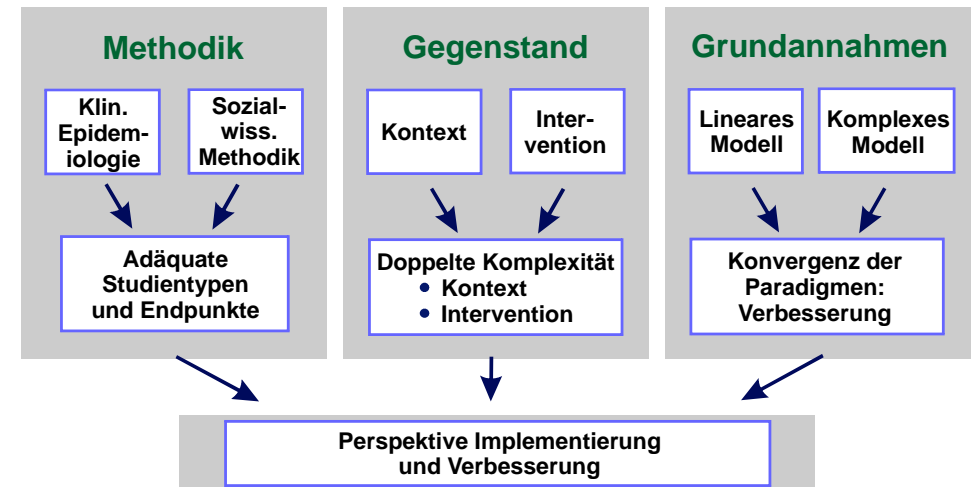 Methodik
Klin.
Epidem-
iologie
Sozial-
wiss.
Methodik
Adäquate
Studientypen
und Endpunkte
Gegenstand
Kontext
Inter-
vention
Doppelte Komplexität
• Kontext
• Intervention
Grundannahmen
Lineares
Modell
Komplexes
Modell
Konvergenz der
Paradigmen:
Verbesserung
Perspektive Implementierung
und Verbesserung